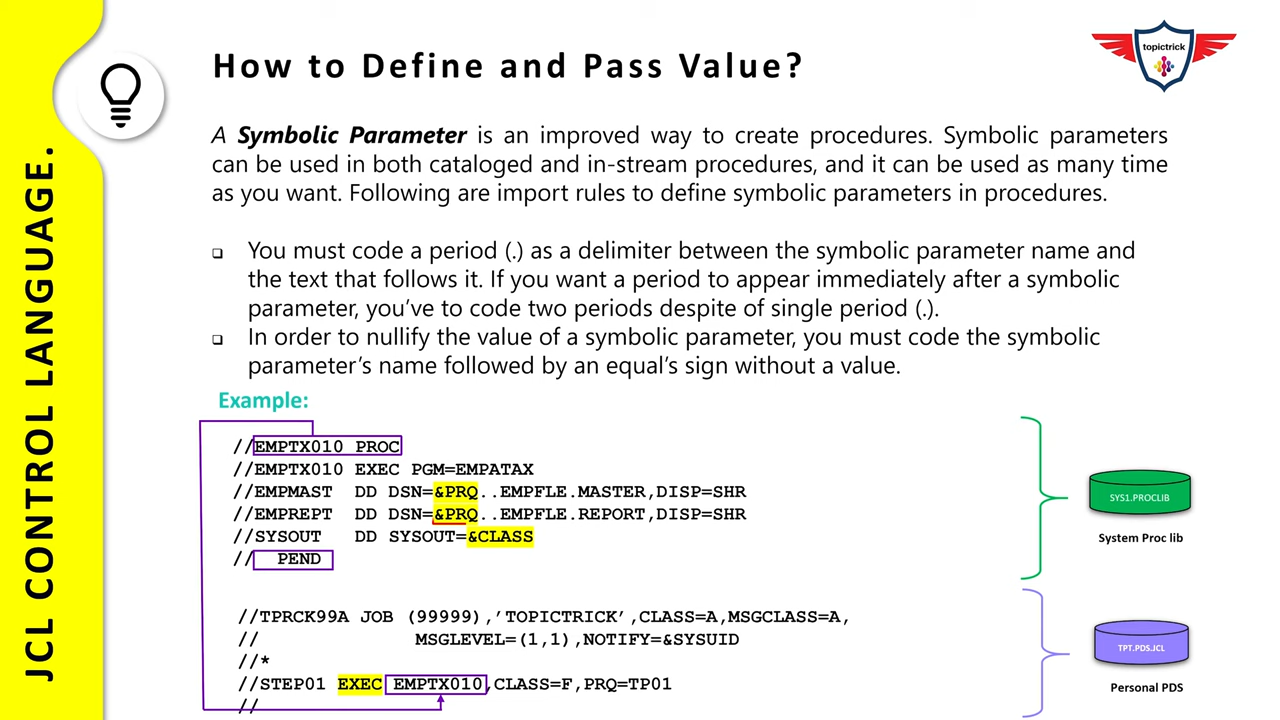 topictrick
How to Define and Pass Value?
JCL CONTROL LANGUAGE.
A Symbolic Parameter is an improved way to create procedures. Symbolic parameters
can be used in both cataloged and in-stream procedures, and it can be used as many time
as you want. Following are import rules to define symbolic parameters in procedures.
❑ You must code a period (.) as a delimiter between the symbolic parameter name and
the text that follows it. If you want a period to appear immediately after a symbolic
parameter, you’ve to code two periods despite of single period (.).
❑ In order to nullify the value of a symbolic parameter, you must code the symbolic
parameter’s name followed by an equal’s sign without a value.
Example:
//EMPTX010 PROC
//EMPTX010 EXEC PGM=EMPATAX
//EMPMAST  DD DSN=&PRQ..EMPFLE.MASTER,DISP=SHR
//EMPREPT  DD DSN=&PRQ..EMPFLE.REPORT,DISP=SHR
//SYSOUT   DD SYSOUT=&CLASS
//  PEND
SYS1.PROCLIB
System Proc lib
//TPRCK99A JOB (99999),’TOPICTRICK’,CLASS=A,MSGCLASS=A,
//              MSGLEVEL=(1,1),NOTIFY=&SYSUID
//*
//STEP01 EXEC EMPTX010,CLASS=F,PRQ=TP01
//
TPT.PDS.JCL
Personal PDS